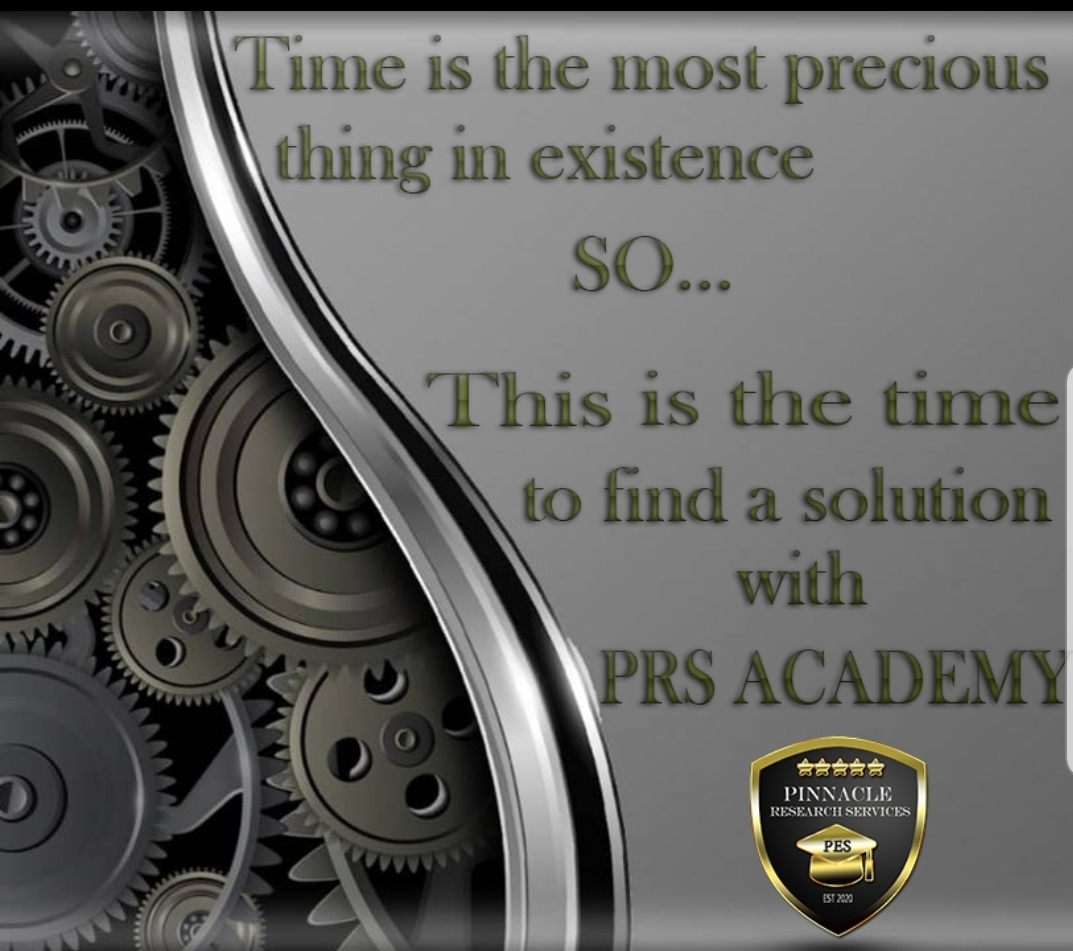 Time is the most precious
thing in existence
SO...
This is the time
to find a solution
with
PRS ACADEMY
PINNACLE
RESEARCH SERVICES
PES
EST 2020